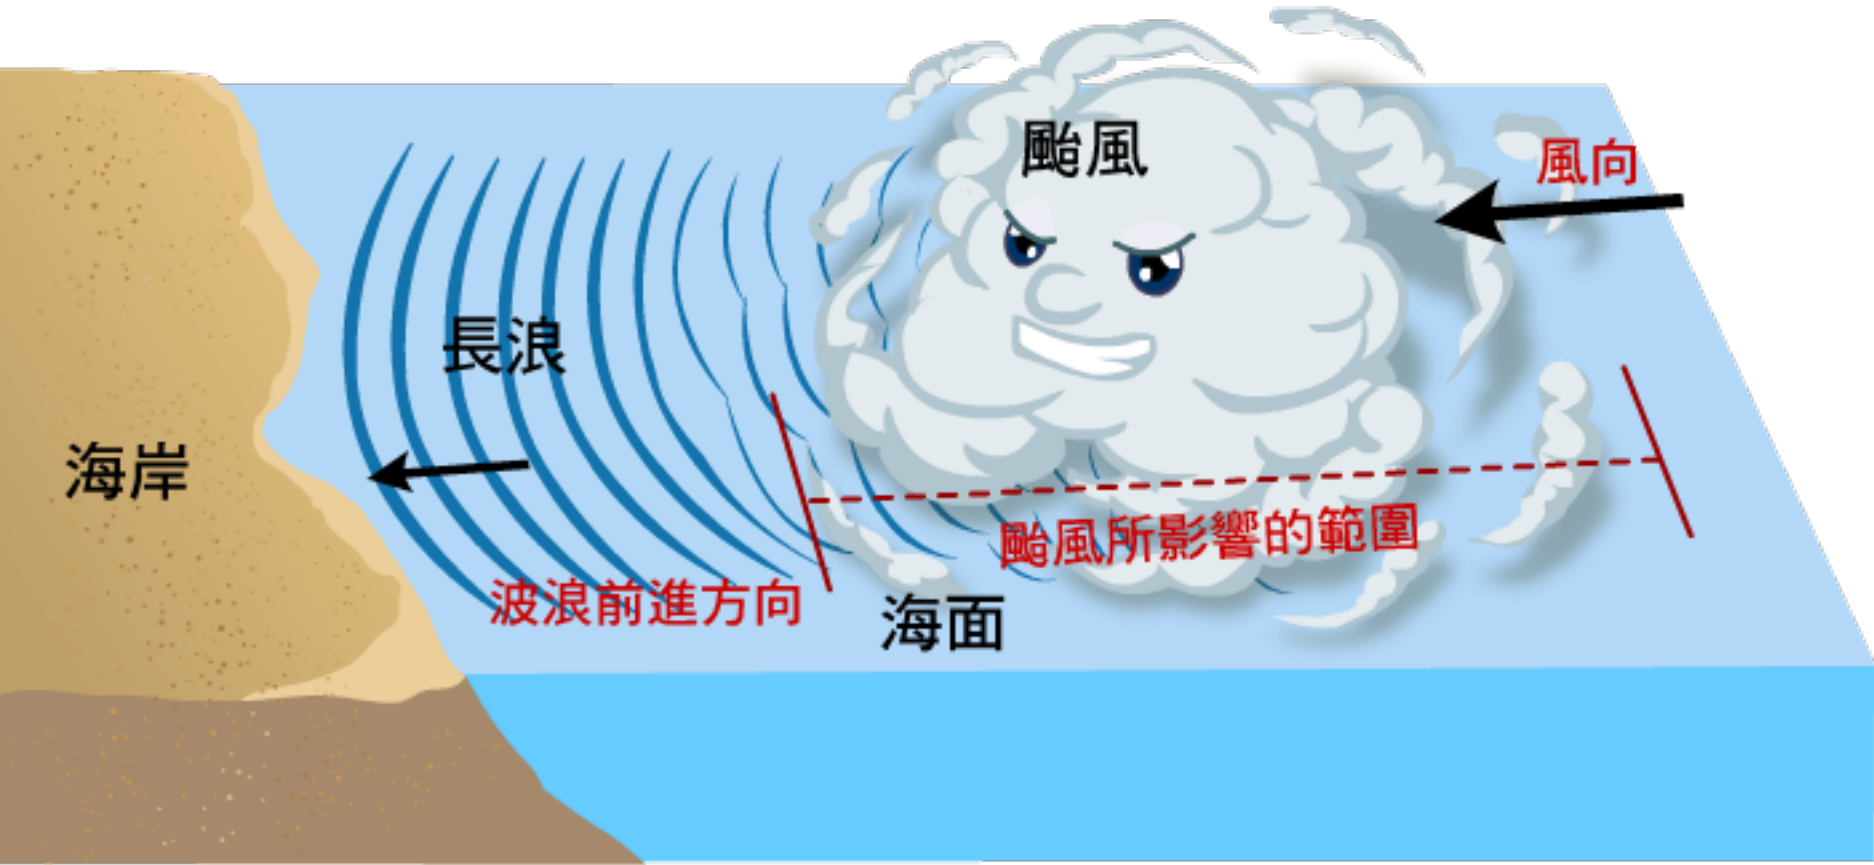 颱風
風向
長浪
海岸
颱風所影響的範圍
波浪前進方向
海面